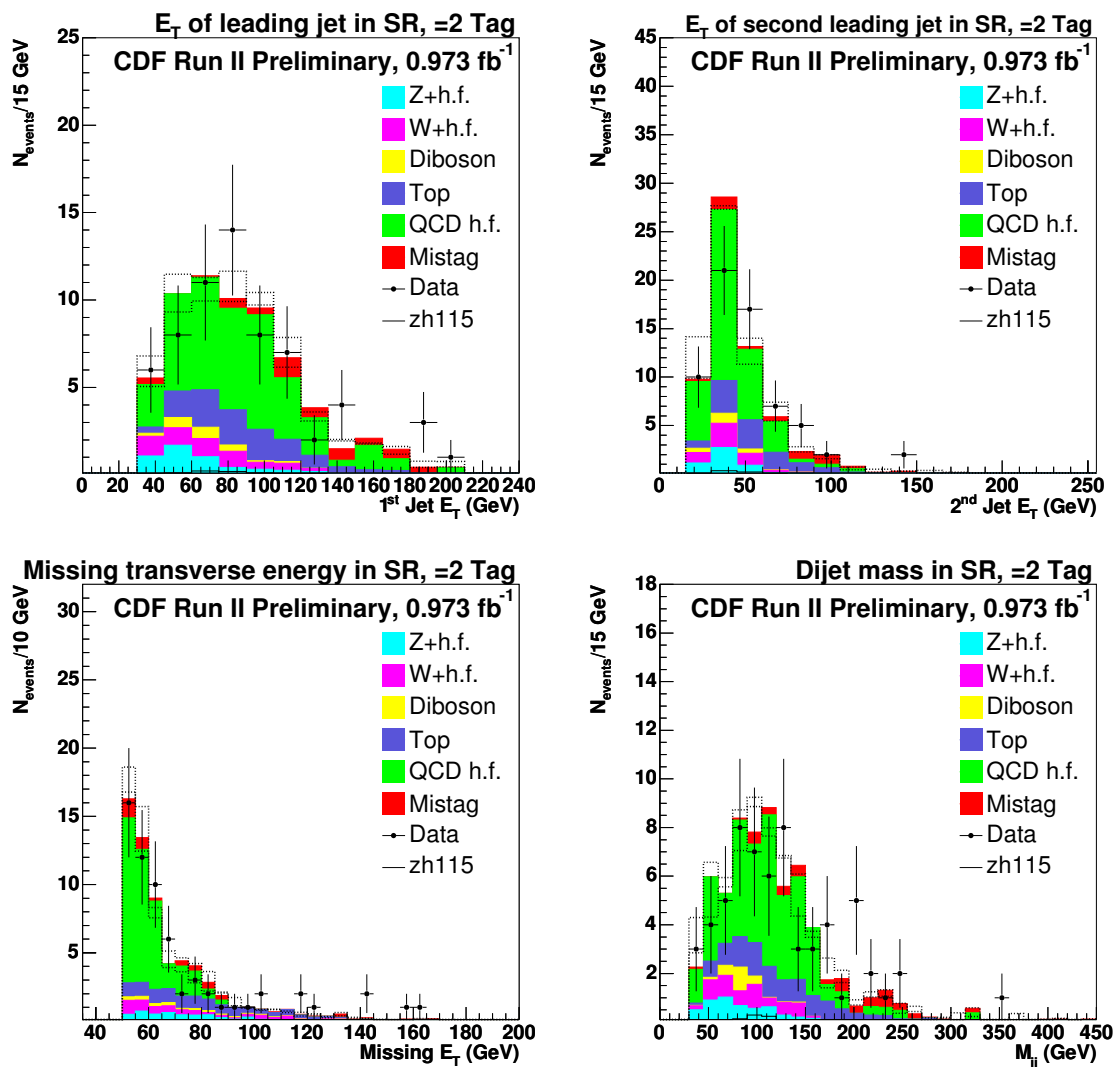 E_T of leading jet in SR, =2 Tag
CDF Run II Preliminary, 0.973 fb^-1
N_events/15 GeV
25
20
15
10
5
Z+h.f.
W+h.f.
Diboson
Top
QCD h.f.
Mistag
Data
zh115
0 20 40 60 80 100 120 140 160 180 200 220 240
1^st Jet E_T (GeV)
E_T of second leading jet in SR, =2 Tag
CDF Run II Preliminary, 0.973 fb^-1
N_events/15 GeV
45
40
35
30
25
20
15
10
5
Z+h.f.
W+h.f.
Diboson
Top
QCD h.f.
Mistag
Data
zh115
0 50 100 150 200 250
2^nd Jet E_T (GeV)
Missing transverse energy in SR, =2 Tag
CDF Run II Preliminary, 0.973 fb^-1
N_events/10 GeV
30
25
20
15
10
5
Z+h.f.
W+h.f.
Diboson
Top
QCD h.f.
Mistag
Data
zh115
40 60 80 100 120 140 160 180 200
Missing E_T (GeV)
Dijet mass in SR, =2 Tag
CDF Run II Preliminary, 0.973 fb^-1
N_events/15 GeV
18
16
14
12
10
8
6
4
2
Z+h.f.
W+h.f.
Diboson
Top
QCD h.f.
Mistag
Data
zh115
0 50 100 150 200 250 300 350 400 450
M_jj (GeV)